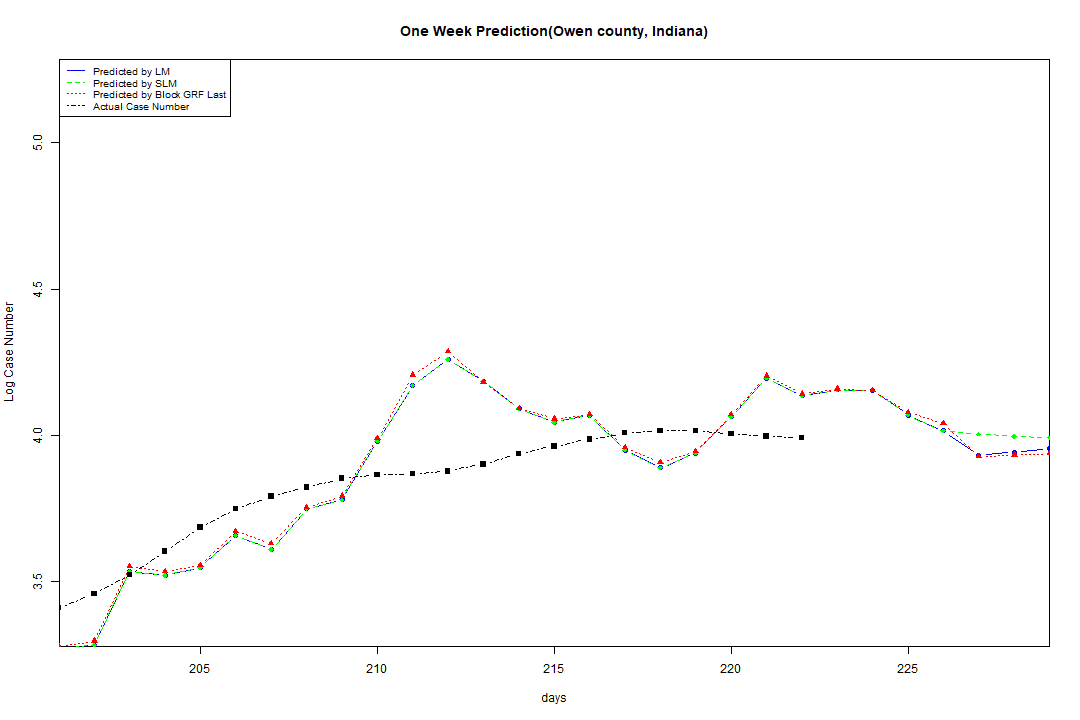 One Week Prediction(Owen county, Indiana)
Predicted by LM
Predicted by SLM
Predicted by Block GRF Last
Actual Case Number
Log Case Number
5.0
4.5
4.0
3.5
205 210 215 220 225
days